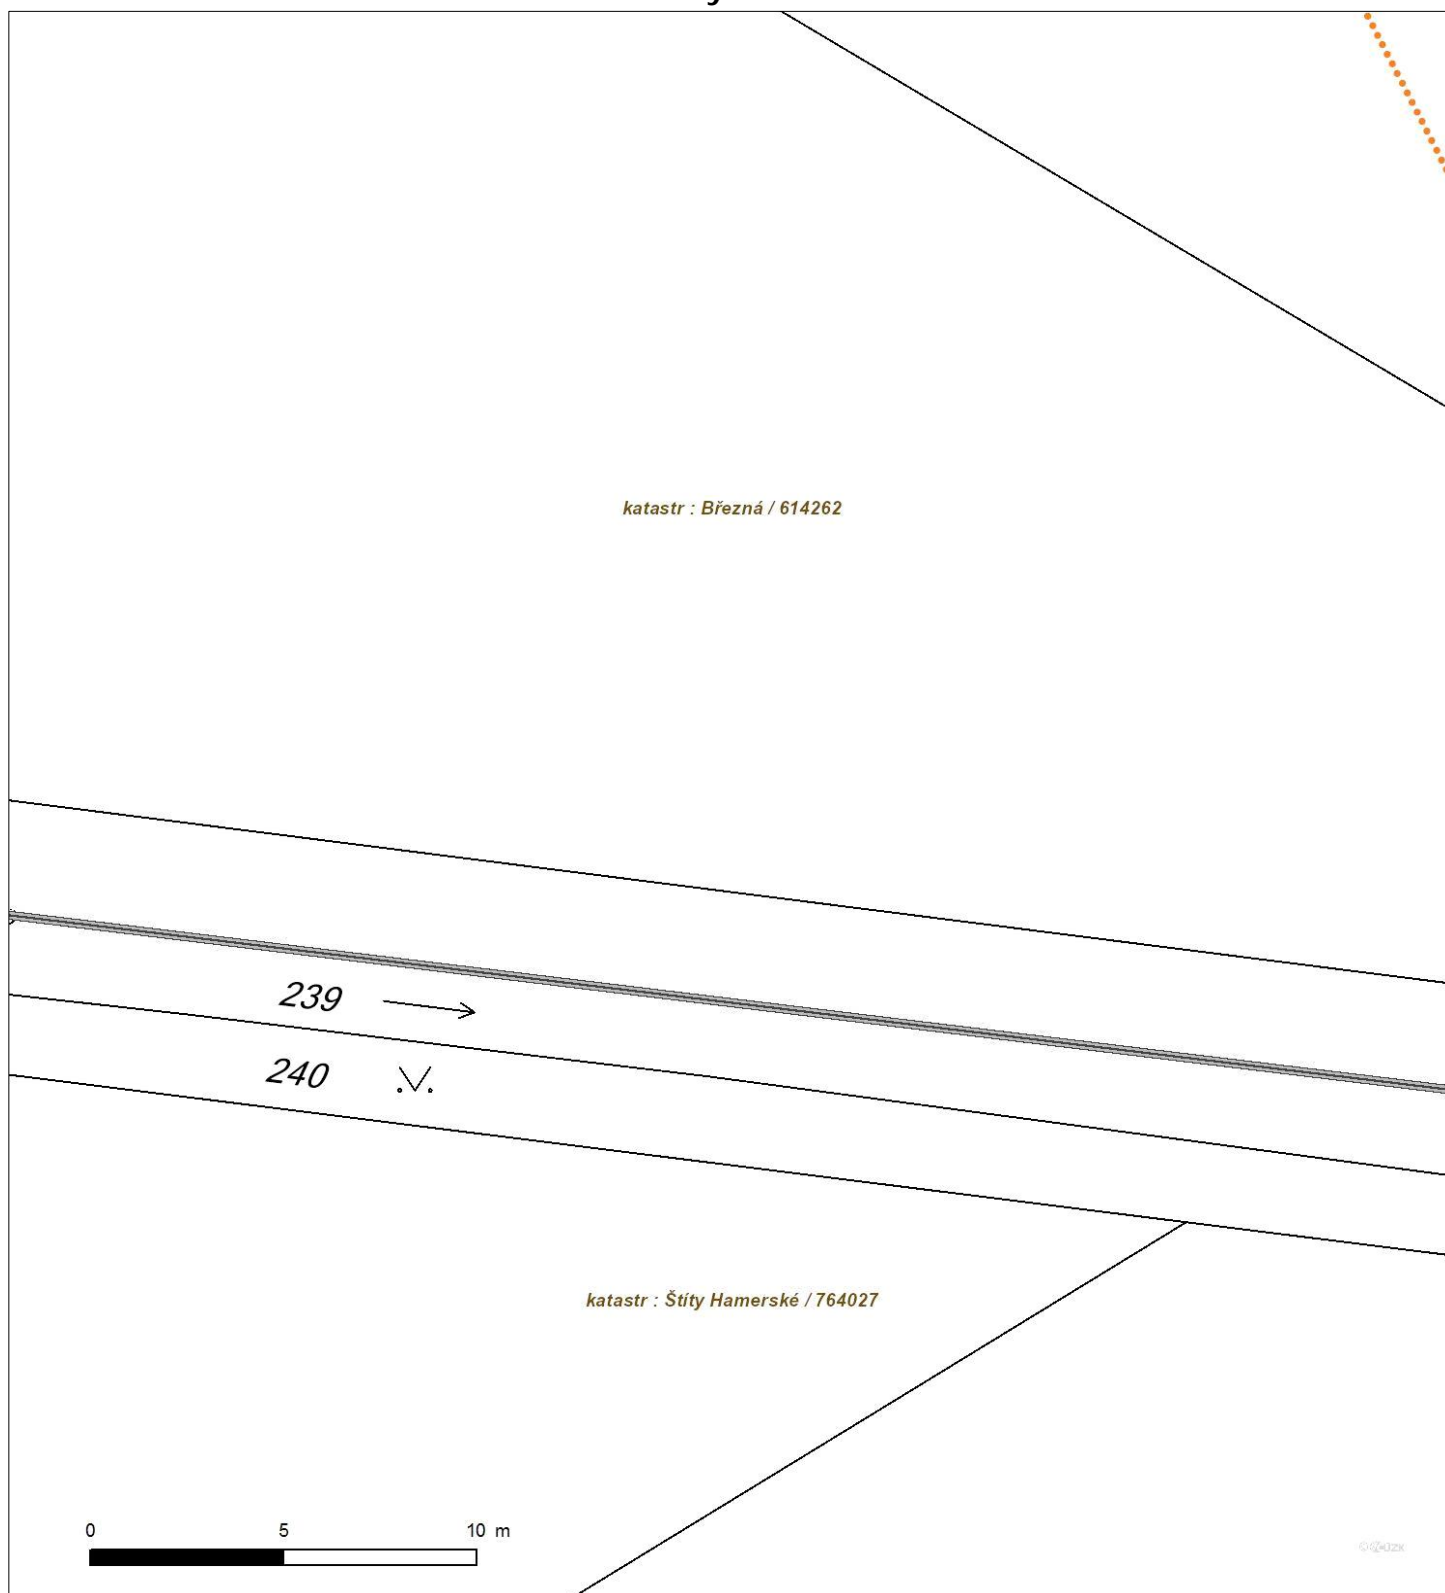 katastr : Březná / 614262
239
240
katastr : Štíty Hamerské / 764027
0 5 10 m